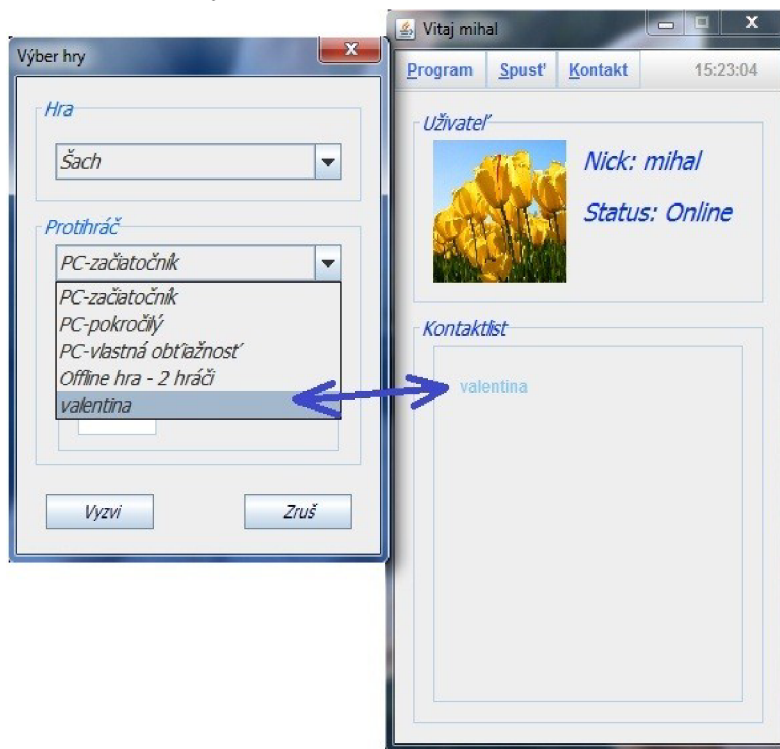 Výber hry
Hra
Šach
Protihráč
PC-začiatočník
PC-začiatočník
PC-pokročilý
PC-vlastná obťiažnosť
Offline hra - 2 hráči
valentina
Vyzvi
Zruš
Vitaj mihal
Program
Spusť
Kontakt
15:23:04
Uživateľ
Nick: mihal
Status: Online
Kontaktlist
valentina